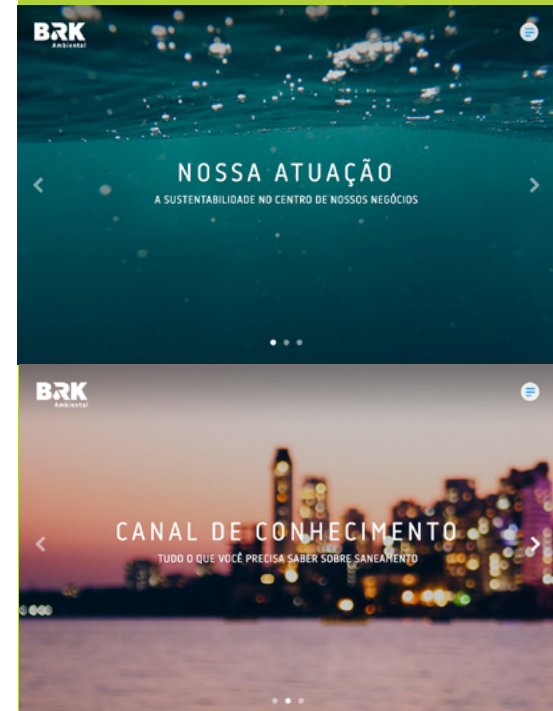 BRK
Ambiental
NOSSA ATUAÇÃO
A SUSTENTABILIDADE NO CENTRO DE NOSSOS NEGÓCIOS
BRK
Ambiental
CANAL DE CONHECIMENTO
TUDO O QUE VOCÊ PRECISA SABER SOBRE SANEAMENTO